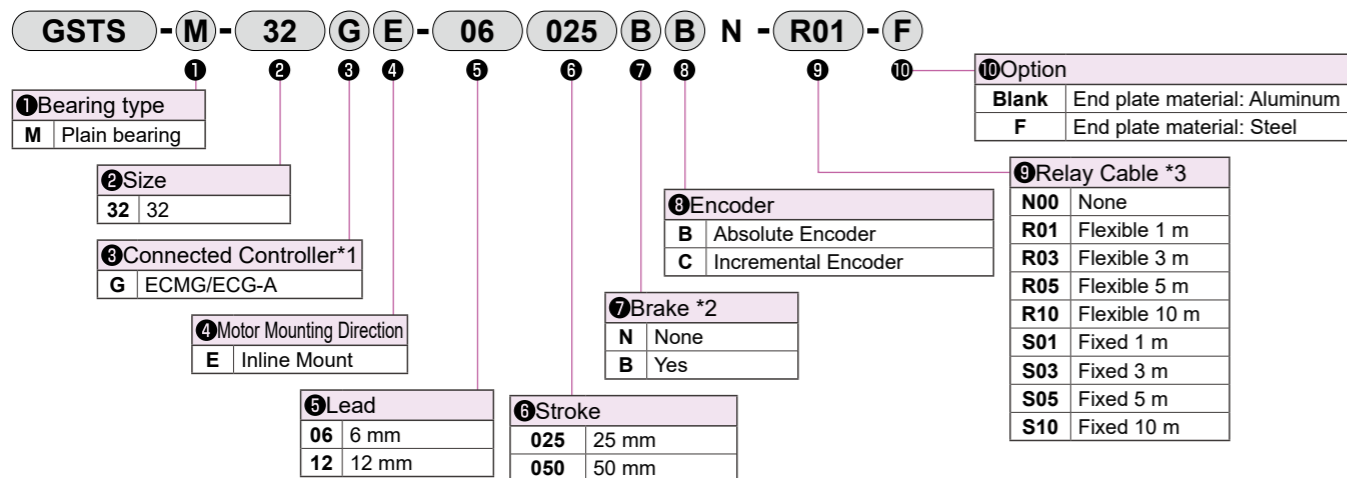 GSTS - M - 32 G E - 06 025 B B N - R01 - F
❶ ❷ ❸ ❹ ❺ ❻ ❼ ❽ ❾ ❿
❶Bearing type
M Plain bearing
❷Size
32 32
❸Connected Controller*1
G ECMG/ECG-A
❹Motor Mounting Direction
E Inline Mount
❺Lead
06 6 mm
12 12 mm
❻Stroke
025 25 mm
050 50 mm
❼Brake *2
N None
B Yes
❽Encoder
B Absolute Encoder
C Incremental Encoder
❾Relay Cable *3
N00 None
R01 Flexible 1 m
R03 Flexible 3 m
R05 Flexible 5 m
R10 Flexible 10 m
S01 Fixed 1 m
S03 Fixed 3 m
S05 Fixed 5 m
S10 Fixed 10 m
❿Option
Blank End plate material: Aluminum
F End plate material: Steel